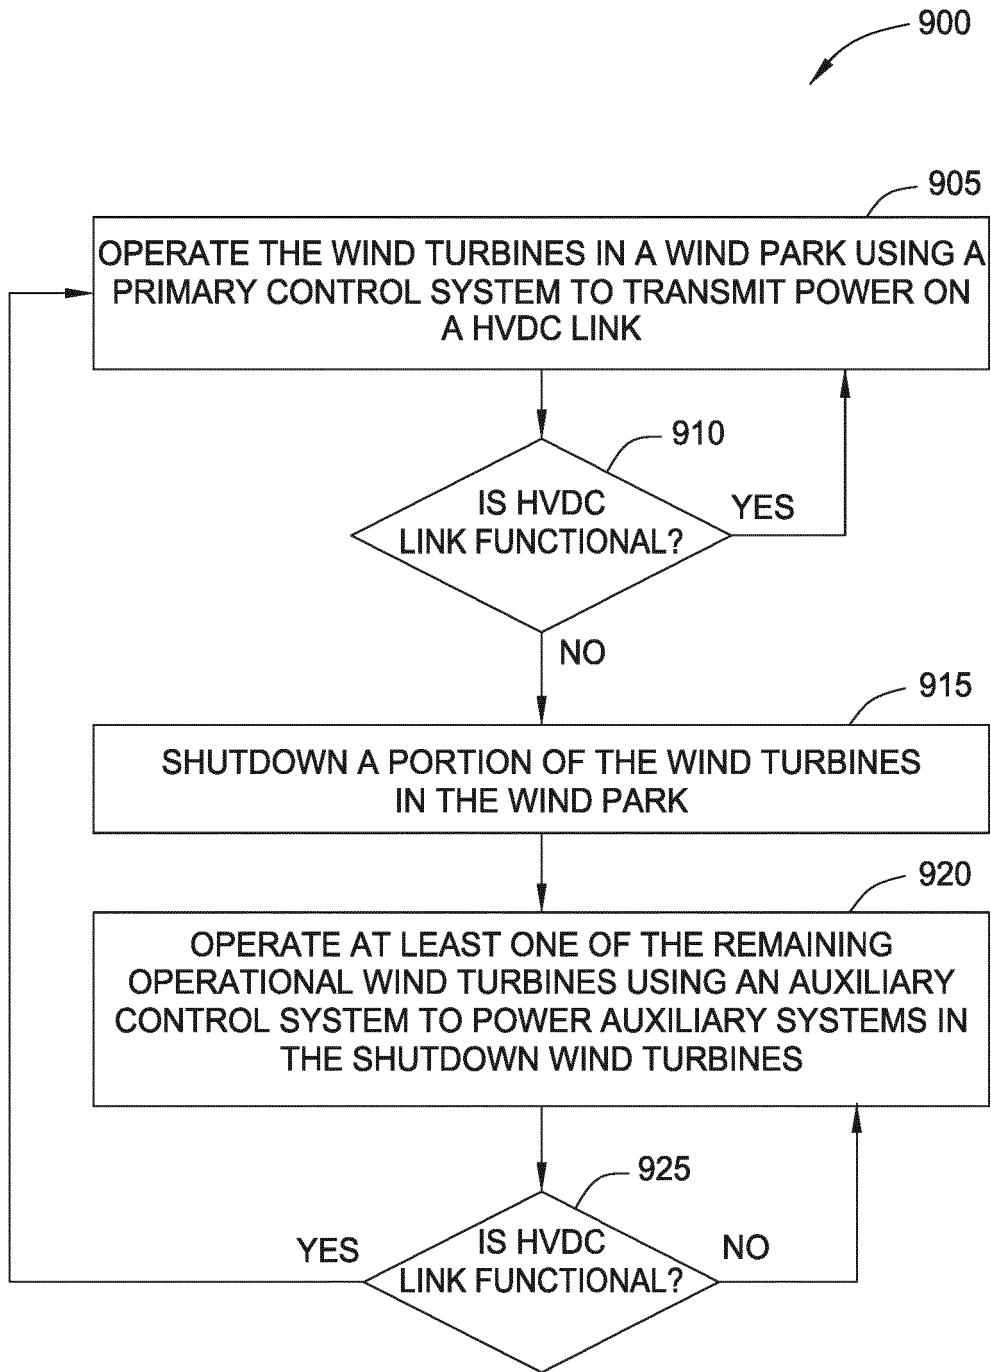 900
905
OPERATE THE WIND TURBINES IN A WIND PARK USING A
PRIMARY CONTROL SYSTEM TO TRANSMIT POWER ON
A HVDC LINK
910
IS HVDC
LINK FUNCTIONAL?
YES
NO
915
SHUTDOWN A PORTION OF THE WIND TURBINES
IN THE WIND PARK
920
OPERATE AT LEAST ONE OF THE REMAINING
OPERATIONAL WIND TURBINES USING AN AUXILIARY
CONTROL SYSTEM TO POWER AUXILIARY SYSTEMS IN
THE SHUTDOWN WIND TURBINES
925
YES
IS HVDC
LINK FUNCTIONAL?
NO